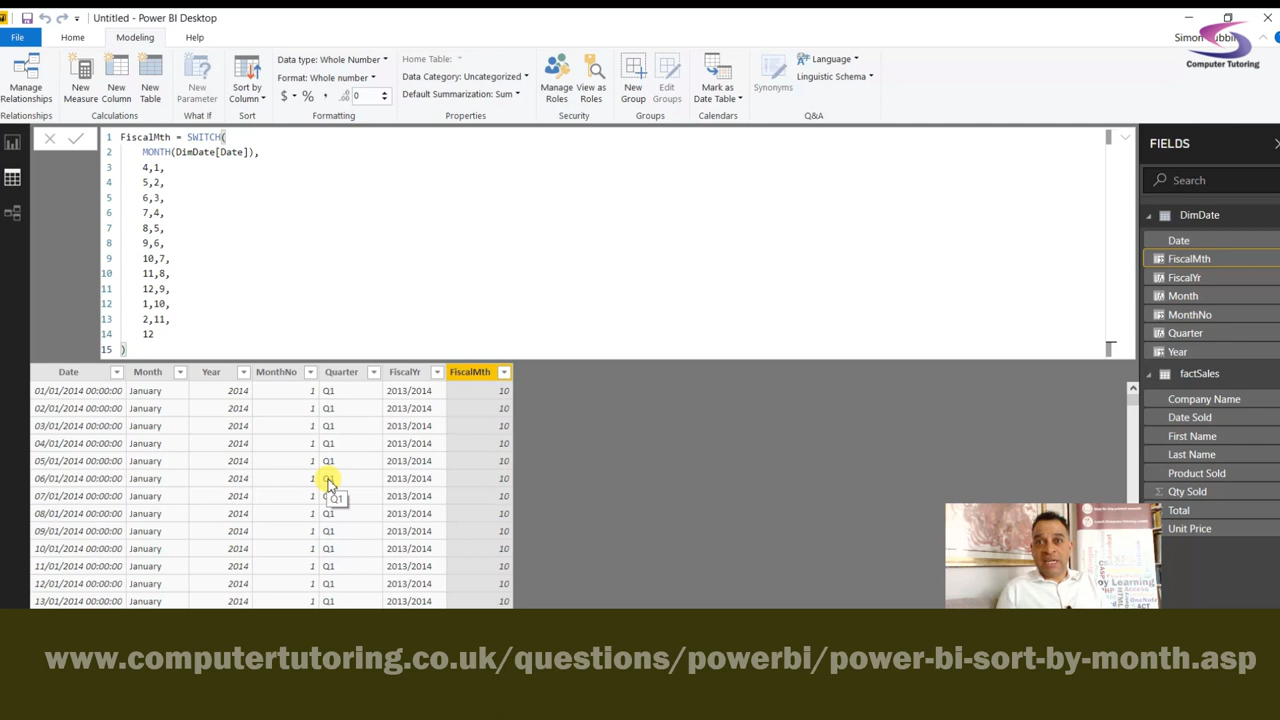 Untitled - Power BI Desktop
Simon
Computer Tutoring
File
Home
Modeling
Help
Manage Relationships
New Measure
New Column
New Table
New Parameter
Sort by Column
Data type: Whole Number
Format: Whole number
$ % , .00 0
Home Table:
Data Category: Uncategorized
Default Summarization: Sum
Manage Roles
View as Roles
New Group
Edit Groups
Mark as Date Table
Synonyms
Language
Linguistic Schema
Relationships
Calculations
What If
Sort
Formatting
Properties
Security
Groups
Calendars
Q&A
1 FiscalMth = SWITCH(
2 MONTH(DimDate[Date]),
3 4,1,
4 5,2,
5 6,3,
6 7,4,
7 8,5,
8 9,6,
9 10,7,
10 11,8,
11 12,9,
12 1,10,
13 2,11,
14 12
15 )
Date Month Year MonthNo Quarter FiscalYr FiscalMth
01/01/2014 00:00:00 January 2014 1 Q1 2013/2014 10
02/01/2014 00:00:00 January 2014 1 Q1 2013/2014 10
03/01/2014 00:00:00 January 2014 1 Q1 2013/2014 10
04/01/2014 00:00:00 January 2014 1 Q1 2013/2014 10
05/01/2014 00:00:00 January 2014 1 Q1 2013/2014 10
06/01/2014 00:00:00 January 2014 1 Q1 2013/2014 10
07/01/2014 00:00:00 January 2014 1 2013/2014 10
Q1
08/01/2014 00:00:00 January 2014 1 Q1 2013/2014 10
09/01/2014 00:00:00 January 2014 1 Q1 2013/2014 10
10/01/2014 00:00:00 January 2014 1 Q1 2013/2014 10
11/01/2014 00:00:00 January 2014 1 Q1 2013/2014 10
12/01/2014 00:00:00 January 2014 1 Q1 2013/2014 10
13/01/2014 00:00:00 January 2014 1 Q1 2013/2014 10
FIELDS
Search
DimDate
Date
FiscalMth
FiscalYr
Month
MonthNo
Quarter
Year
factSales
Company Name
Date Sold
First Name
Last Name
Product Sold
Qty Sold
Total
Unit Price
by Learning
www.computertutoring.co.uk/questions/powerbi/power-bi-sort-by-month.asp